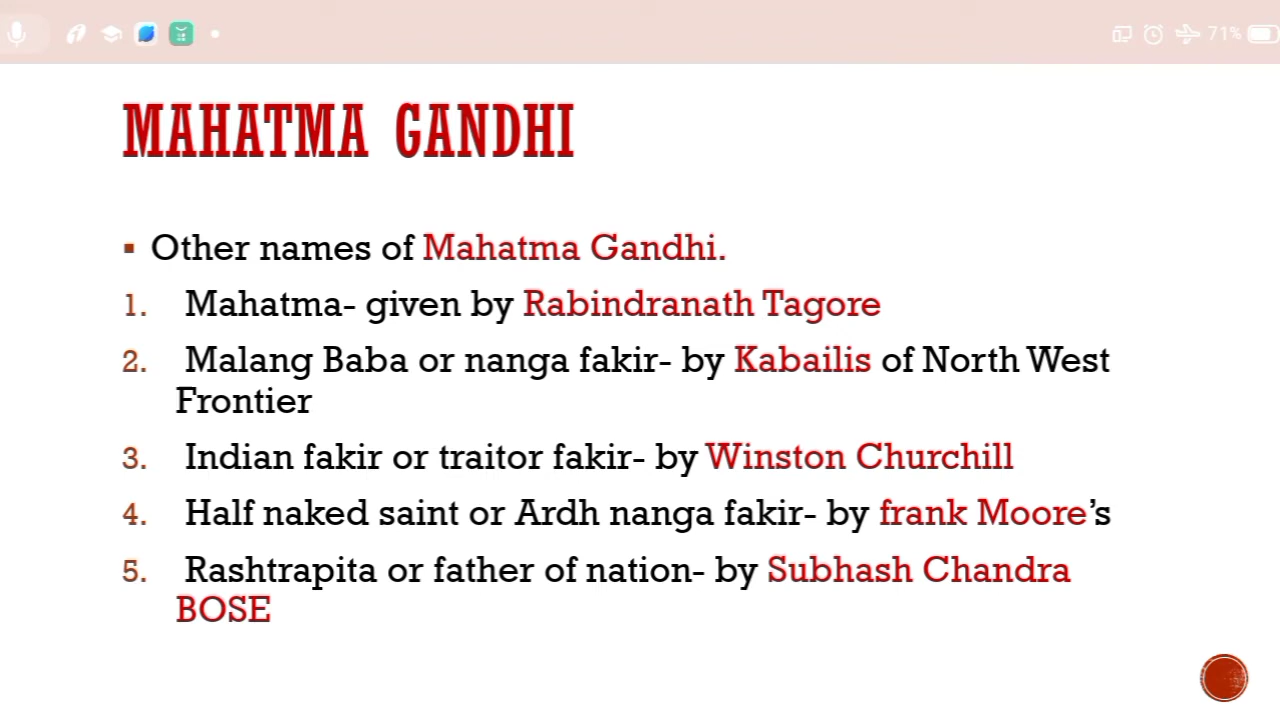 71%
MAHATMA GANDHI
▪ Other names of Mahatma Gandhi.
1. Mahatma- given by Rabindranath Tagore
2. Malang Baba or nanga fakir- by Kabailis of North West
Frontier
3. Indian fakir or traitor fakir- by Winston Churchill
4. Half naked saint or Ardh nanga fakir- by frank Moore’s
5. Rashtrapita or father of nation- by Subhash Chandra
BOSE